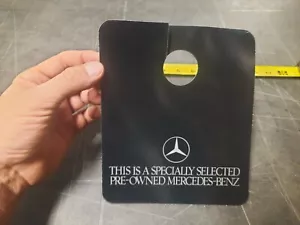 THIS IS A SPECIALLY SELECTED
PRE-OWNED MERCEDES-BENZ